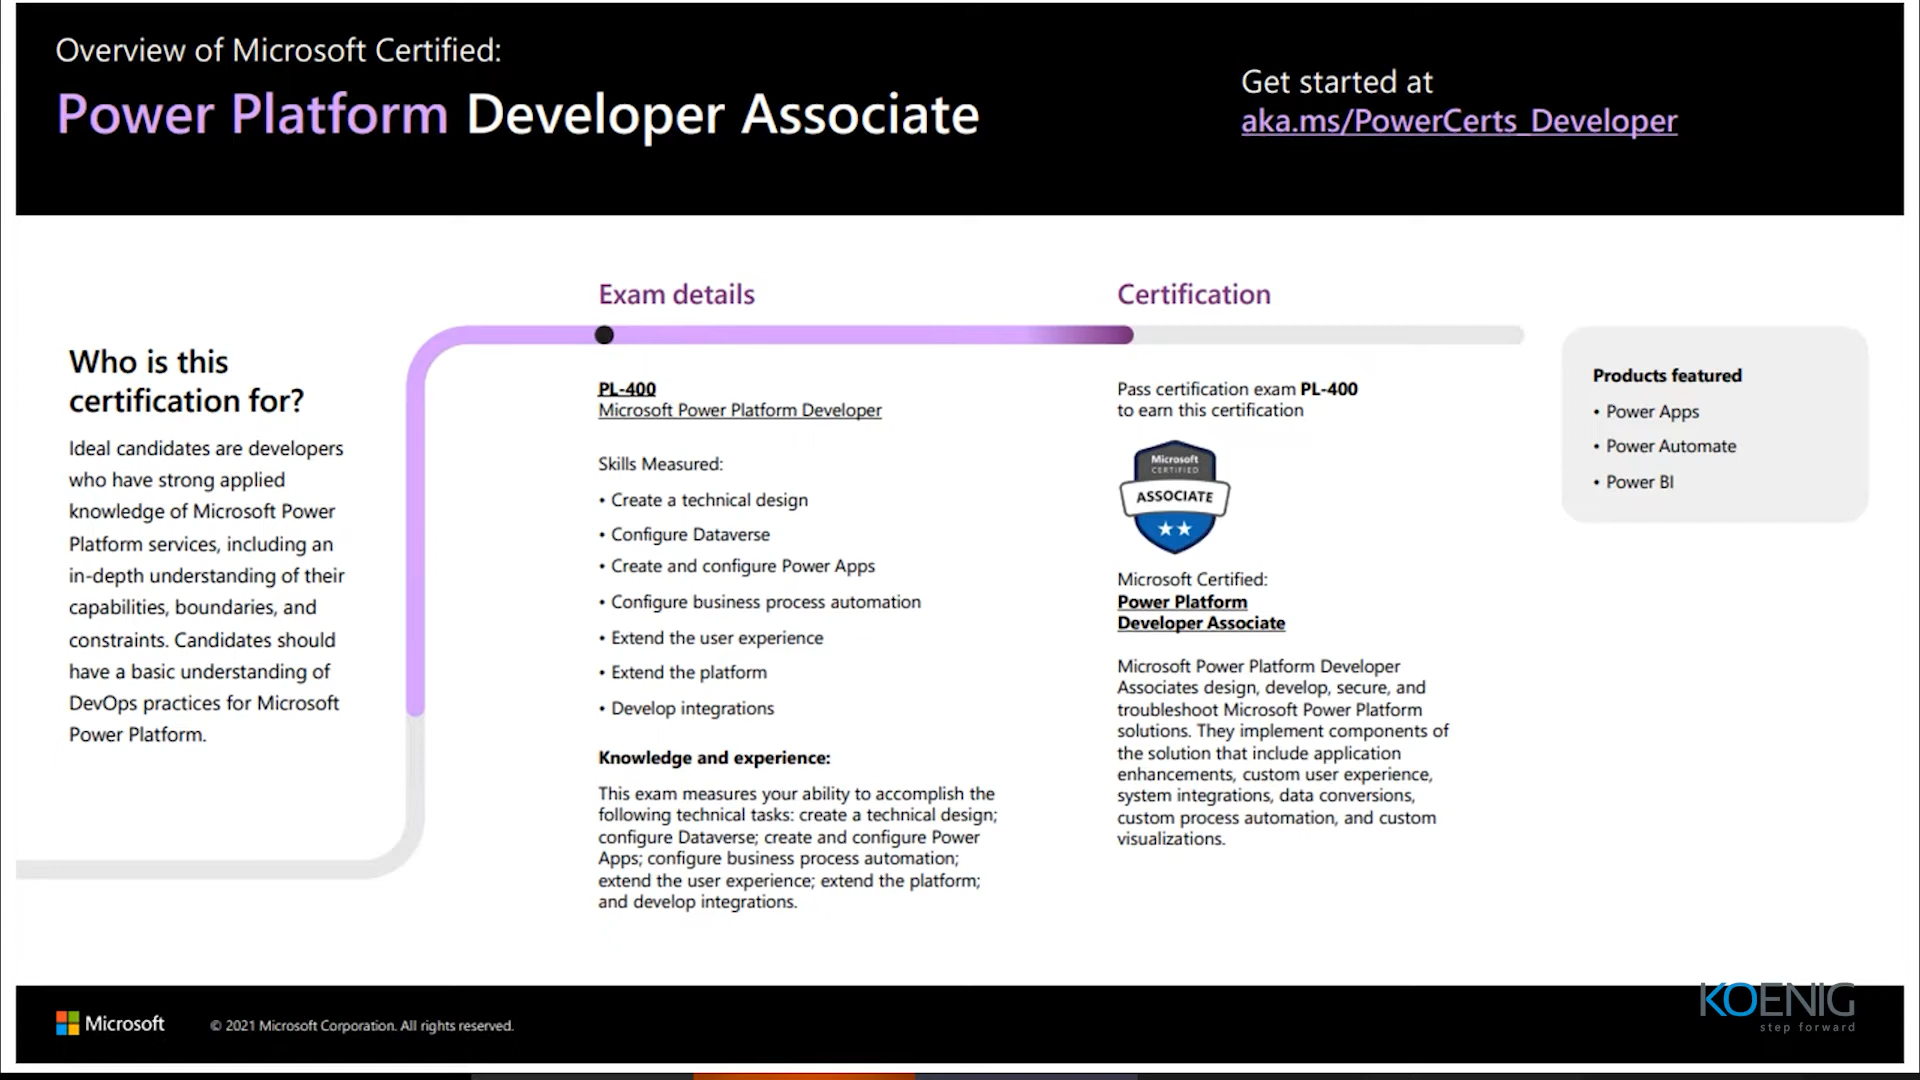 Overview of Microsoft Certified:
Power Platform Developer Associate
Get started at
aka.ms/PowerCerts_Developer
Who is this
certification for?
Ideal candidates are developers
who have strong applied
knowledge of Microsoft Power
Platform services, including an
in-depth understanding of their
capabilities, boundaries, and
constraints. Candidates should
have a basic understanding of
DevOps practices for Microsoft
Power Platform.
Exam details
PL-400
Microsoft Power Platform Developer
Skills Measured:
• Create a technical design
• Configure Dataverse
• Create and configure Power Apps
• Configure business process automation
• Extend the user experience
• Extend the platform
• Develop integrations
Knowledge and experience:
This exam measures your ability to accomplish the
following technical tasks: create a technical design;
configure Dataverse; create and configure Power
Apps; configure business process automation;
extend the user experience; extend the platform;
and develop integrations.
Certification
Pass certification exam PL-400
to earn this certification
Microsoft
CERTIFIED
ASSOCIATE
Microsoft Certified:
Power Platform
Developer Associate
Microsoft Power Platform Developer
Associates design, develop, secure, and
troubleshoot Microsoft Power Platform
solutions. They implement components of
the solution that include application
enhancements, custom user experience,
system integrations, data conversions,
custom process automation, and custom
visualizations.
Products featured
• Power Apps
• Power Automate
• Power BI
Microsoft
© 2021 Microsoft Corporation. All rights reserved.
KOENIG
step forward